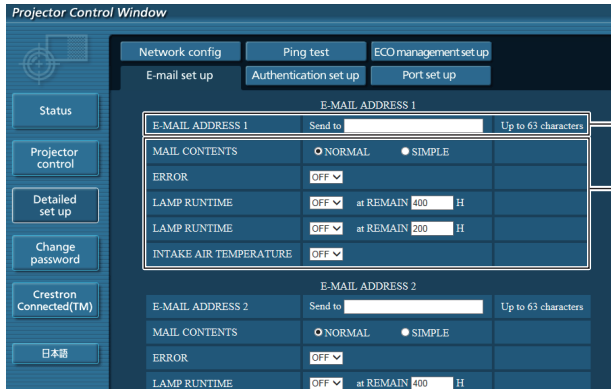 Projector Control Window
Network config Ping test ECO management set up
E-mail set up Authentication set up Port set up
Status
Projector control
Detailed set up
Change password
Crestron Connected(TM)
日本語
E-MAIL ADDRESS 1
E-MAIL ADDRESS 1 Send to Up to 63 characters
MAIL CONTENTS NORMAL SIMPLE
ERROR OFF
LAMP RUNTIME OFF at REMAIN 400 H
LAMP RUNTIME OFF at REMAIN 200 H
INTAKE AIR TEMPERATURE OFF
E-MAIL ADDRESS 2
E-MAIL ADDRESS 2 Send to Up to 63 characters
MAIL CONTENTS NORMAL SIMPLE
ERROR OFF
LAMP RUNTIME OFF at REMAIN 400 H